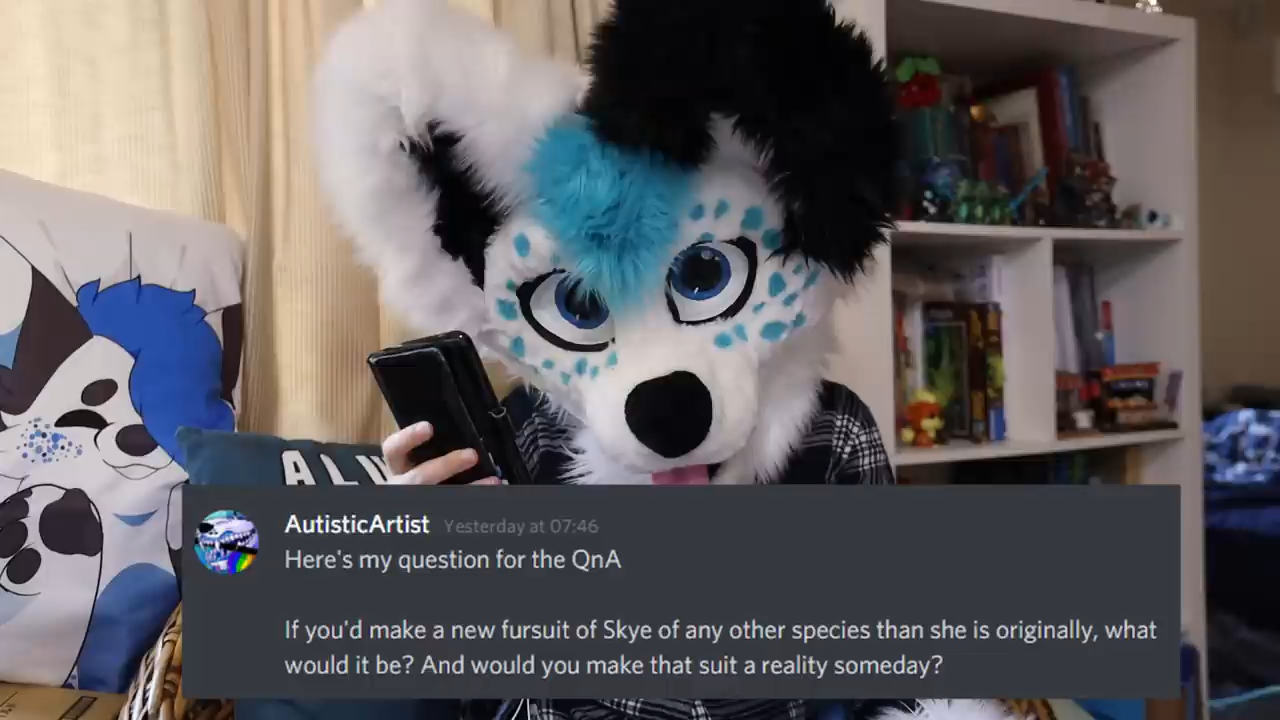 ALI
AutisticArtist Yesterday at 07:46
Here's my question for the QnA
If you'd make a new fursuit of Skye of any other species than she is originally, what
would it be? And would you make that suit a reality someday?